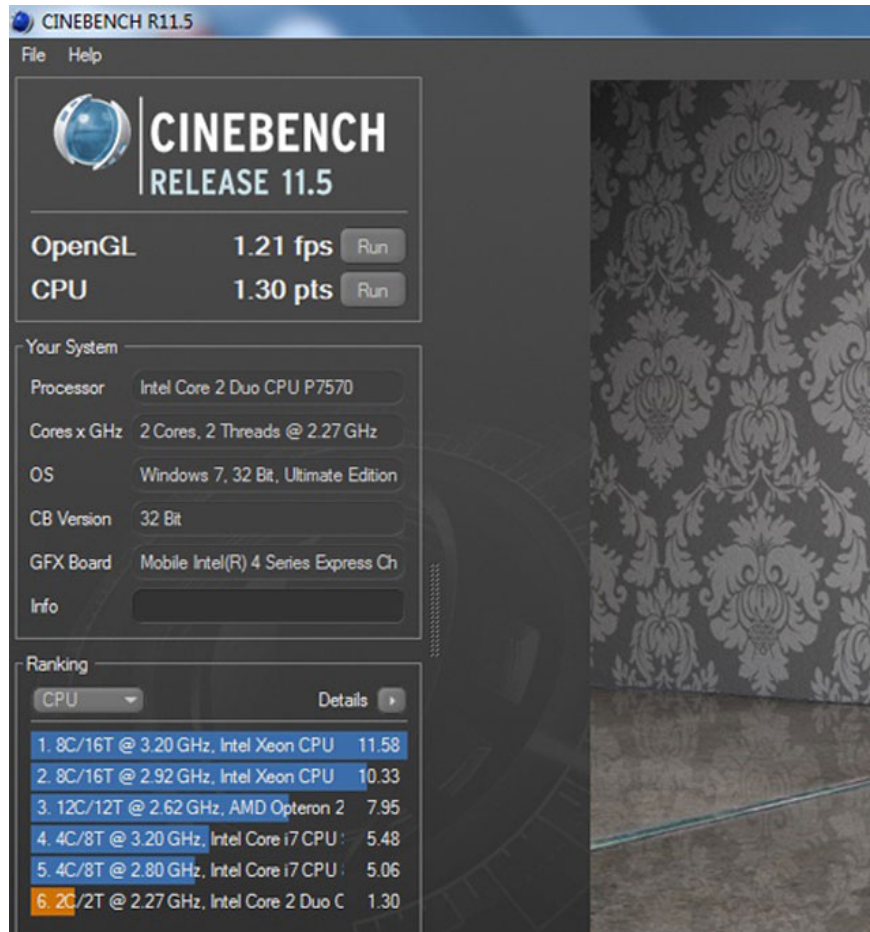 CINEBENCH R11.5
File Help
CINEBENCH
RELEASE 11.5
OpenGL 1.21 fps Run
CPU 1.30 pts Run
Your System
Processor Intel Core 2 Duo CPU P7570
Cores x GHz 2 Cores, 2 Threads @ 2.27 GHz
OS Windows 7, 32 Bit, Ultimate Edition
CB Version 32 Bit
GFX Board Mobile Intel(R) 4 Series Express Ch
Info
Ranking
CPU Details
1. 8C/16T @ 3.20 GHz, Intel Xeon CPU 11.58
2. 8C/16T @ 2.92 GHz, Intel Xeon CPU 10.33
3. 12C/12T @ 2.62 GHz, AMD Opteron 2 7.95
4. 4C/8T @ 3.20 GHz, Intel Core i7 CPU 5.48
5. 4C/8T @ 2.80 GHz, Intel Core i7 CPU 5.06
6. 2C/2T @ 2.27 GHz, Intel Core 2 Duo C 1.30